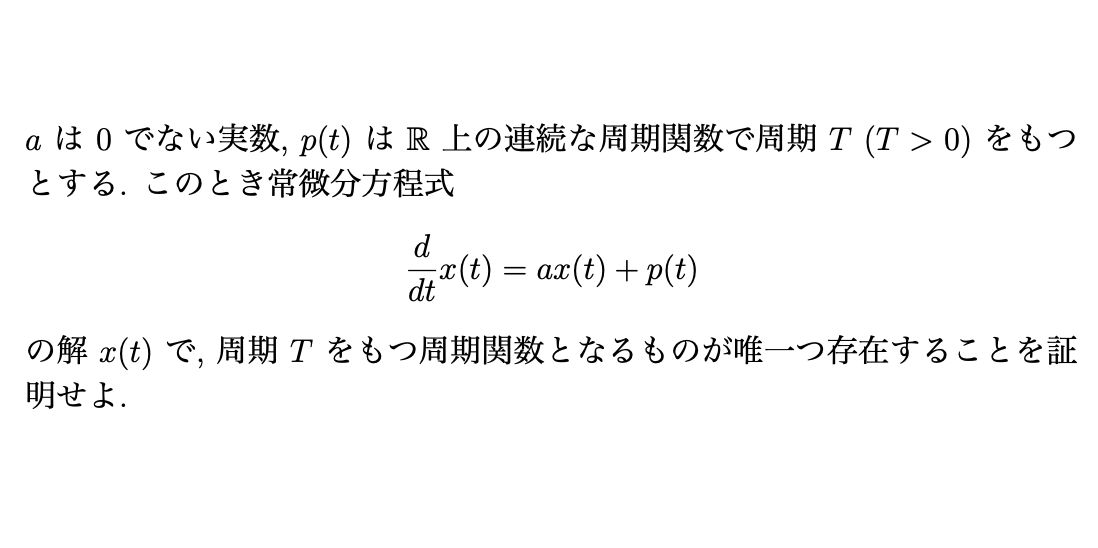 a は 0 でない実数, p(t) は ℝ 上の連続な周期関数で周期 T (T > 0) をもつ
とする. このとき常微分方程式
d/dt x(t) = ax(t) + p(t)
の解 x(t) で, 周期 T をもつ周期関数となるものが唯一つ存在することを証
明せよ.